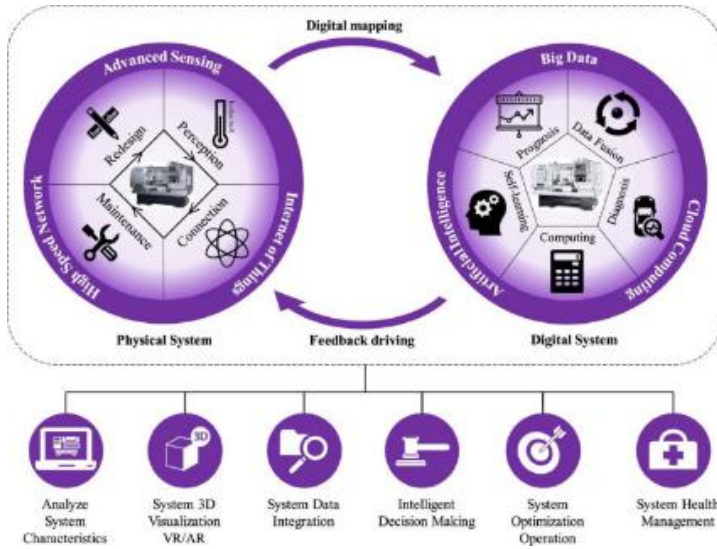 Digital mapping
Advanced Sensing
High Speed Network
Internet of Things
Redesign
Perception
Maintenance
Connection
Physical System
Big Data
Artificial Intelligence
Cloud Computing
Prognosis
Data Fusion
Self-learning
Diagnosis
Computing
Digital System
Feedback driving
3D
Analyze
System
Characteristics
System 3D
Visualization
VR/AR
System Data
Integration
Intelligent
Decision Making
System
Optimization
Operation
System Health
Management